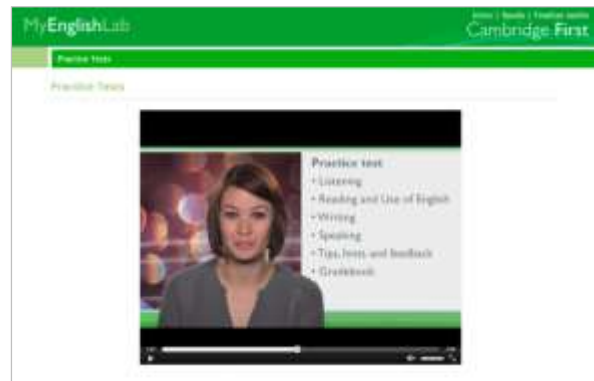 MyEnglishLab
Cambridge First
Practice Tests
Practice Tests
Practice test
• Listening
• Reading and Use of English
• Writing
• Speaking
• Tips, hints and feedback
• Gradebook